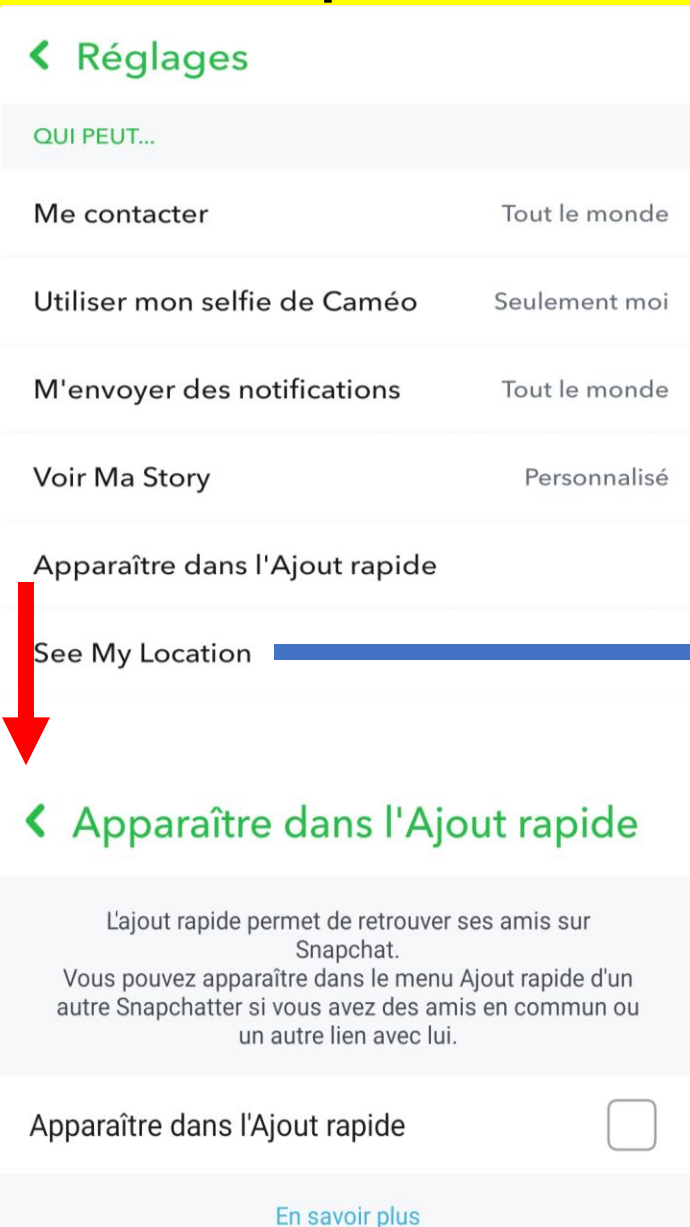 Réglages
QUI PEUT...
Me contacter Tout le monde
Utiliser mon selfie de Caméo Seulement moi
M'envoyer des notifications Tout le monde
Voir Ma Story Personnalisé
Apparaître dans l'Ajout rapide
See My Location
Apparaître dans l'Ajout rapide
L'ajout rapide permet de retrouver ses amis sur
Snapchat.
Vous pouvez apparaître dans le menu Ajout rapide d'un
autre Snapchatter si vous avez des amis en commun ou
un autre lien avec lui.
Apparaître dans l'Ajout rapide
En savoir plus